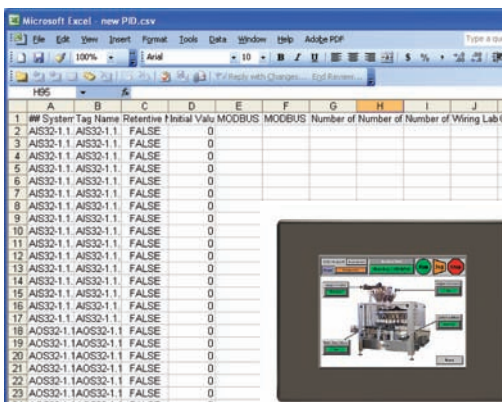 Microsoft Excel - new PID.csv
File Edit View Insert Format Tools Data Window Help Adobe PDF Type a qu
100% Arial 10 B I U $ % ,
Reply with Changes... End Review...
H95 fx
A B C D E F G H I J
1 ## System Tag Name Retentive Initial Valu MODBUS MODBUS Number of Number of Number of Wiring Lab
2 AIS32-1.1. AIS32-1.1. FALSE 0
3 AIS32-1.1. AIS32-1.1. FALSE 0
4 AIS32-1.1. AIS32-1.1. FALSE 0
5 AIS32-1.1. AIS32-1.1. FALSE 0
6 AIS32-1.1. AIS32-1.1. FALSE 0
7 AIS32-1.1. AIS32-1.1. FALSE 0
8 AIS32-1.1. AIS32-1.1. FALSE 0
9 AIS32-1.1. AIS32-1.1. FALSE 0
10 AIS32-1.1. AIS32-1.1. FALSE 0
11 AIS32-1.1. AIS32-1.1. FALSE 0
12 AIS32-1.1. AIS32-1.1. FALSE 0
13 AIS32-1.1. AIS32-1.1. FALSE 0
14 AIS32-1.1. AIS32-1.1. FALSE 0
15 AIS32-1.1. AIS32-1.1. FALSE 0
16 AIS32-1.1. AIS32-1.1. FALSE 0
17 AIS32-1.1. AIS32-1.1. FALSE 0
18 AOS32-1.1 AOS32-1.1 FALSE 0
19 AOS32-1.1 AOS32-1.1 FALSE 0
20 AOS32-1.1 AOS32-1.1 FALSE 0
21 AOS32-1.1 AOS32-1.1 FALSE 0
22 AOS32-1.1 AOS32-1.1 FALSE 0
23 AOS32-1.1 AOS32-1.1 FALSE 0